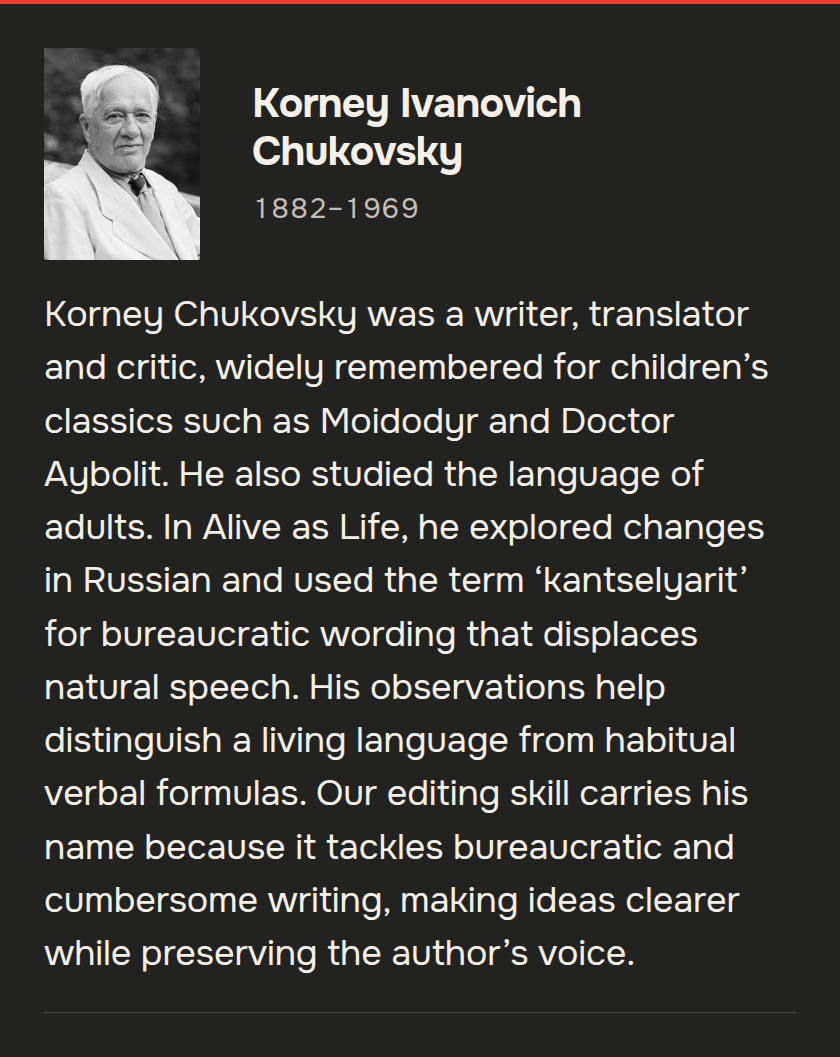 Korney Ivanovich
Chukovsky
1882–1969
Korney Chukovsky was a writer, translator
and critic, widely remembered for children’s
classics such as Moidodyr and Doctor
Aybolit. He also studied the language of
adults. In Alive as Life, he explored changes
in Russian and used the term ‘kantselyarit’
for bureaucratic wording that displaces
natural speech. His observations help
distinguish a living language from habitual
verbal formulas. Our editing skill carries his
name because it tackles bureaucratic and
cumbersome writing, making ideas clearer
while preserving the author’s voice.